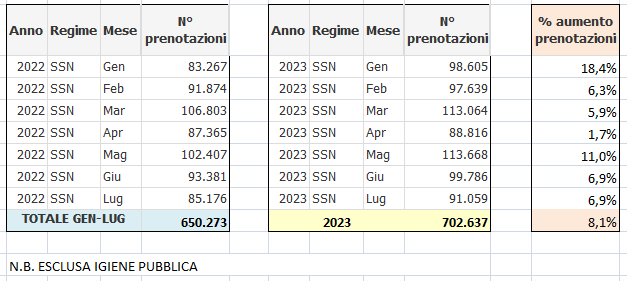 Anno Regime Mese N° prenotazioni Anno Regime Mese N° prenotazioni % aumento prenotazioni
2022 SSN Gen 83.267 2023 SSN Gen 98.605 18,4%
2022 SSN Feb 91.874 2023 SSN Feb 97.639 6,3%
2022 SSN Mar 106.803 2023 SSN Mar 113.064 5,9%
2022 SSN Apr 87.365 2023 SSN Apr 88.816 1,7%
2022 SSN Mag 102.407 2023 SSN Mag 113.668 11,0%
2022 SSN Giu 93.381 2023 SSN Giu 99.786 6,9%
2022 SSN Lug 85.176 2023 SSN Lug 91.059 6,9%
TOTALE GEN-LUG 650.273 2023 702.637 8,1%
N.B. ESCLUSA IGIENE PUBBLICA